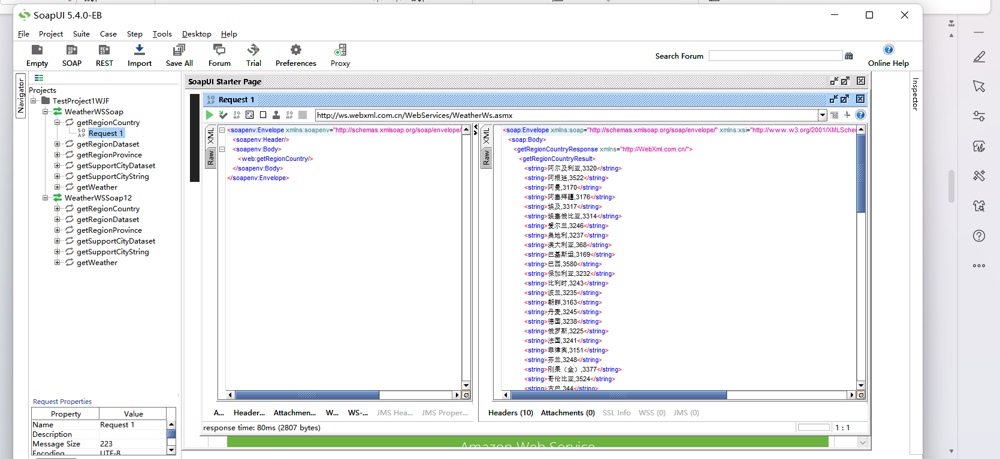 SoapUI 5.4.0-EB
File Project Suite Case Step Tools Desktop Help
Empty SOAP REST Import Save All Forum Trial Preferences Proxy Search Forum Online Help
Navigator
Projects
TestProject1WJF
WeatherWSSoap
getRegionCountry
SO AP Request 1
getRegionDataset
getRegionProvince
getSupportCityDataset
getSupportCityString
getWeather
WeatherWSSoap12
getRegionCountry
getRegionDataset
getRegionProvince
getSupportCityDataset
getSupportCityString
getWeather
Request Properties
Property Value
Name Request 1
Description
Message Size 223
Encoding UTF-8
SoapUI Starter Page
SO AP Request 1
http://ws.webxml.com.cn/WebServices/WeatherWs.asmx
XML
Raw
<soapenv:Envelope xmlns:soapenv="http://schemas.xmlsoap.org/soap/envelope/
<soapenv:Header/>
<soapenv:Body>
<web:getRegionCountry/>
</soapenv:Body>
</soapenv:Envelope>
A... Header... Attachmen... W... WS-... JMS Hea... JMS Proper...
XML
Raw
<soap:Envelope xmlns:soap="http://schemas.xmlsoap.org/soap/envelope/" xmlns:xsi="http://www.w3.org/2001/XMLSchem
<soap:Body>
<getRegionCountryResponse xmlns="http://WebXml.com.cn/">
<getRegionCountryResult>
<string>阿尔及利亚,3320</string>
<string>阿根廷,3522</string>
<string>阿曼,3170</string>
<string>阿塞拜疆,3176</string>
<string>埃及,3317</string>
<string>埃塞俄比亚,3314</string>
<string>爱尔兰,3246</string>
<string>奥地利,3237</string>
<string>澳大利亚,368</string>
<string>巴基斯坦,3169</string>
<string>巴西,3580</string>
<string>保加利亚,3232</string>
<string>比利时,3243</string>
<string>波兰,3235</string>
<string>朝鲜,3163</string>
<string>丹麦,3245</string>
<string>德国,3238</string>
<string>俄罗斯,3225</string>
<string>法国,3241</string>
<string>菲律宾,3151</string>
<string>芬兰,3248</string>
<string>刚果（金）,3377</string>
<string>哥伦比亚,3524</string>
<string>古巴,344</string>
Headers (10) Attachments (0) SSL Info WSS (0) JMS (0)
response time: 80ms (2807 bytes) 1 : 1
Amazon Web Service
Inspector